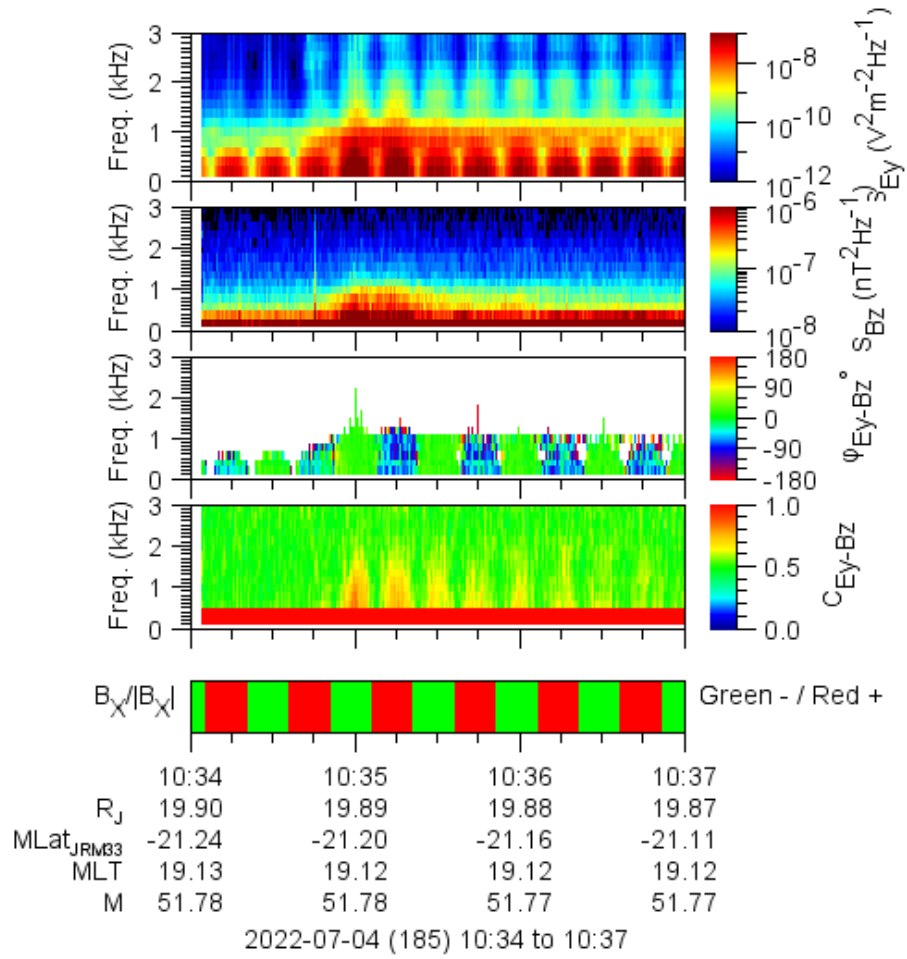 3
2
1
0
Freq. (kHz)
10^-8
10^-10
10^-12
Ey (V^2m^-2Hz^-1)
3
2
1
0
Freq. (kHz)
10^-6
10^-7
10^-8
S_Bz (nT^2Hz^-1)
3
2
1
0
Freq. (kHz)
180
90
0
-90
-180
φ_Ey-Bz°
3
2
1
0
Freq. (kHz)
1.0
0.5
0.0
C_Ey-Bz
B_X/|B_X| Green - / Red +
10:34 10:35 10:36 10:37
R_J 19.90 19.89 19.88 19.87
MLat_JRM33 -21.24 -21.20 -21.16 -21.11
MLT 19.13 19.12 19.12 19.12
M 51.78 51.78 51.77 51.77
2022-07-04 (185) 10:34 to 10:37